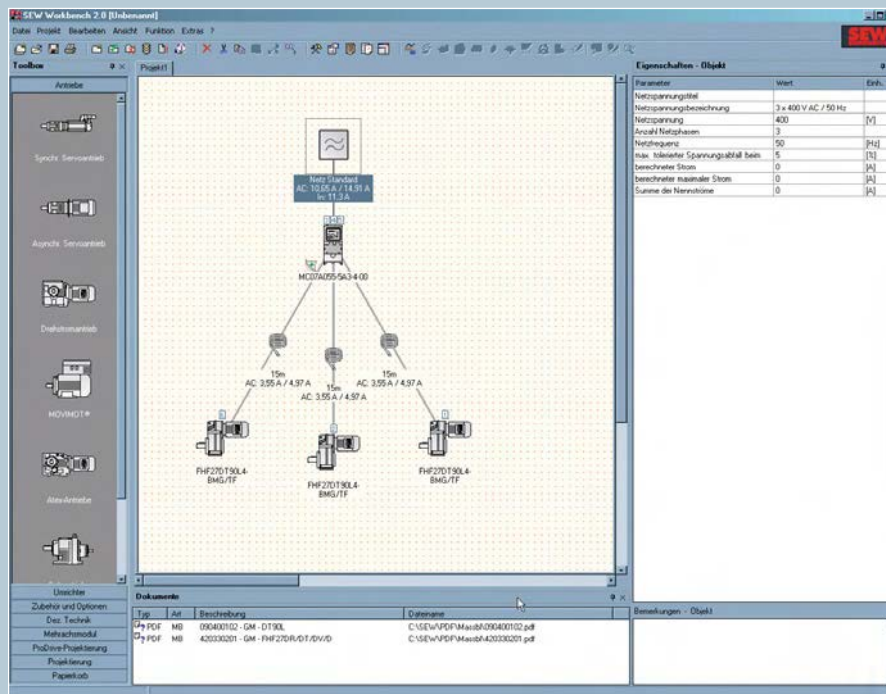 SEW Workbench 2.0 [Unbenannt]
Datei Projekt Bearbeiten Ansicht Funktion Extras ?
SEW
Toolbox
Antriebe
Synchr. Servoantrieb
Asynchr. Servoantrieb
Drehstromantrieb
MOVIMOT®
Atex-Antriebe
Umrichter
Zubehör und Optionen
Dez. Technik
Mehrachsmodul
ProDrive-Projektierung
Projektierung
Papierkorb
Projekt1
Netz Standard
AC: 10,65 A / 14,91 A
In: 11,3 A
MC07A055-5A3-4-00
15m
AC: 3,55 A / 4,97 A
15m
AC: 3,55 A / 4,97 A
15m
AC: 3,55 A / 4,97 A
FHF27DT90L4-
BMG/TF
FHF27DT90L4-
BMG/TF
FHF27DT90L4-
BMG/TF
Eigenschaften - Objekt
Parameter Wert Einh.
Netzspannungstitel
Netzspannungsbezeichnung 3 x 400 V AC / 50 Hz
Netzspannung 400 [V]
Anzahl Netzphasen 3
Netzfrequenz 50 [Hz]
max. tolerierter Spannungsabfall beim 5 [%]
berechneter Strom 0 [A]
berechneter maximaler Strom 0 [A]
Summe der Nennströme 0 [A]
Dokumente
Typ Art Beschreibung Dateiname
PDF MB 090400102 - GM - DT90L C:\SEW\PDF\Massbl\090400102.pdf
PDF MB 420330201 - GM - FHF27DR/DT/DV/D C:\SEW\PDF\Massbl\420330201.pdf
Bemerkungen - Objekt